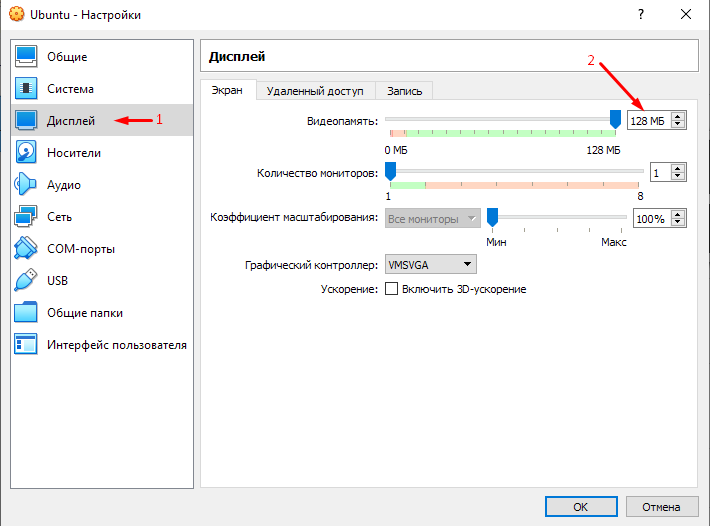 Ubuntu - Настройки
?
Общие
Система
Дисплей
1
Носители
Аудио
Сеть
COM-порты
USB
Общие папки
Интерфейс пользователя
Дисплей
2
Экран
Удаленный доступ
Запись
Видеопамять:
128 МБ
0 МБ
128 МБ
Количество мониторов:
1
1
8
Коэффициент масштабирования:
Все мониторы
100%
Мин
Макс
Графический контроллер:
VMSVGA
Ускорение:
Включить 3D-ускорение
OK
Отмена